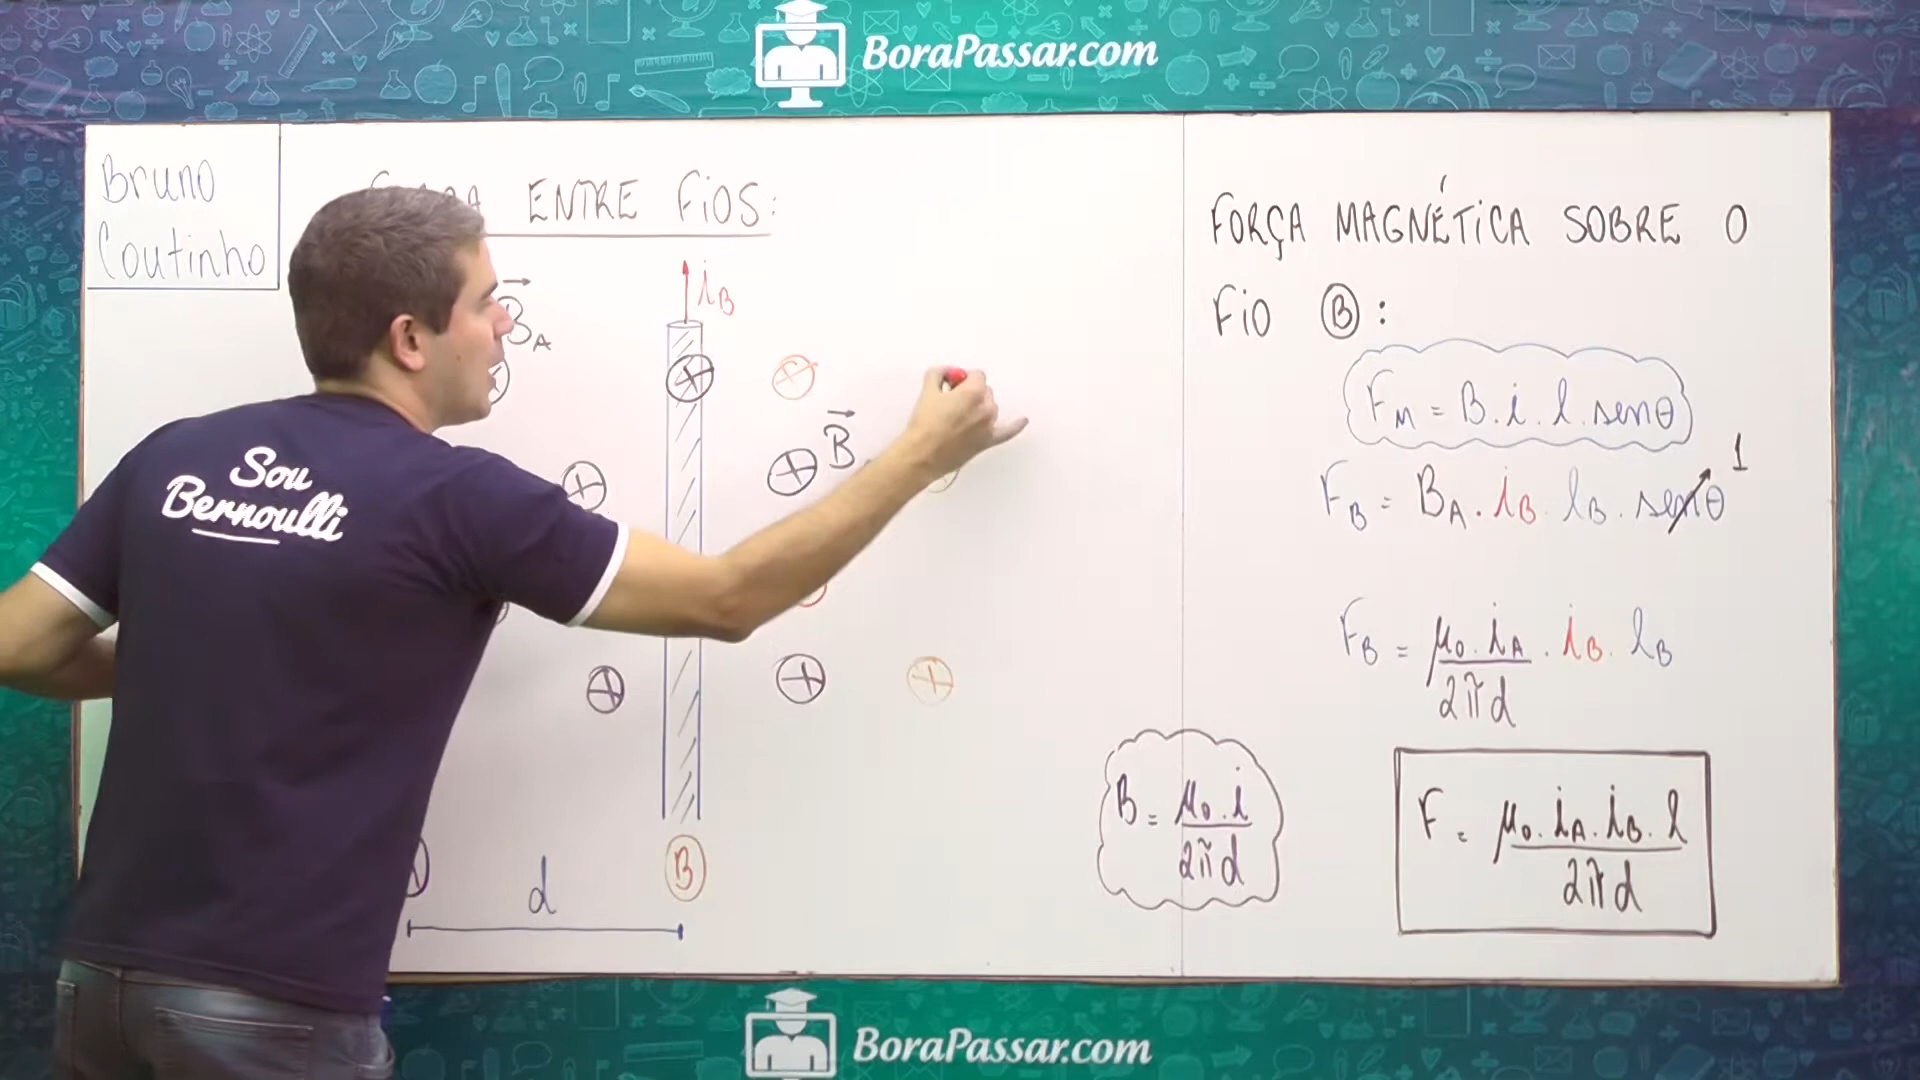 BoraPassar.com
Bruno
Coutinho
ENTRE FIOS:
B⃗A
iB
B⃗
d
B
FORÇA MAGNÉTICA SOBRE O
FIO Ⓑ :
FM = B.i.l.senθ
FB = BA.iB.lB.senθ 1
FB = μ0.iA/2πd . iB.lB
B = μ0.i/2πd
F = μ0.iA.iB.l/2πd
Sou
Bernoulli
BoraPassar.com